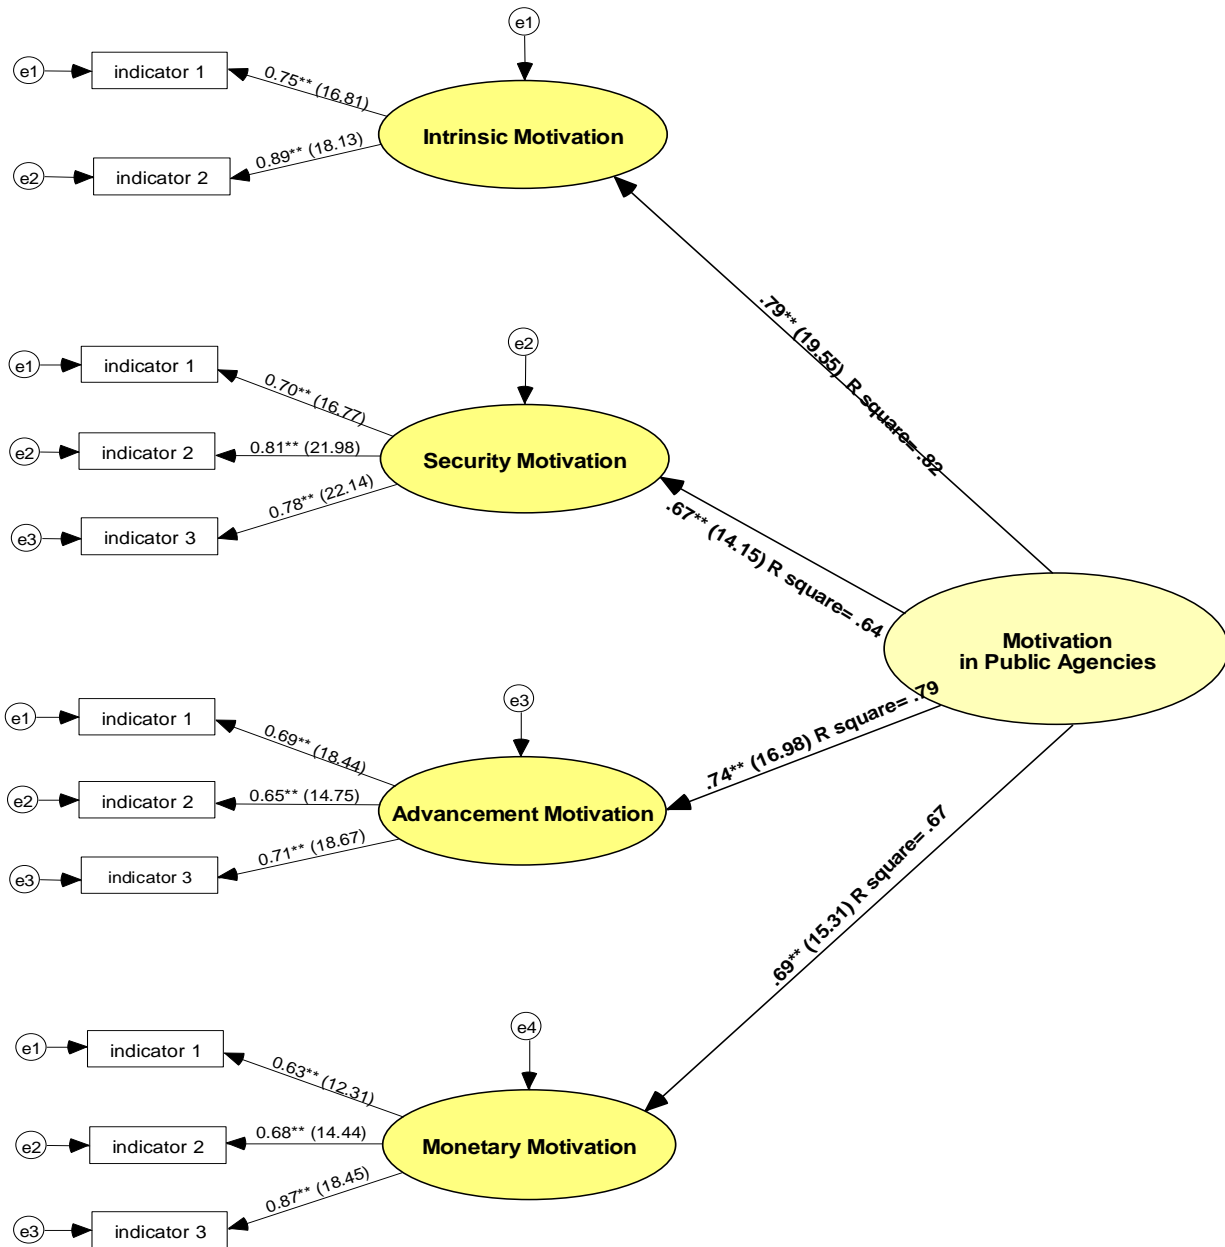 e1
e1
indicator 1
0.75** (16.81)
Intrinsic Motivation
e2
indicator 2
0.89** (18.13)
.79** (19.55) R square= .82
e2
e1
indicator 1
0.70** (16.77)
e2
indicator 2
0.81** (21.98)
Security Motivation
e3
indicator 3
0.78** (22.14)
.67** (14.15) R square= .64
Motivation
in Public Agencies
e3
e1
indicator 1
0.69** (18.44)
.74** (16.98) R square= .79
e2
indicator 2
0.65** (14.75)
Advancement Motivation
e3
indicator 3
0.71** (18.67)
.69** (15.31) R square= .67
e4
e1
indicator 1
0.63** (12.31)
e2
indicator 2
0.68** (14.44)
Monetary Motivation
e3
indicator 3
0.87** (18.45)